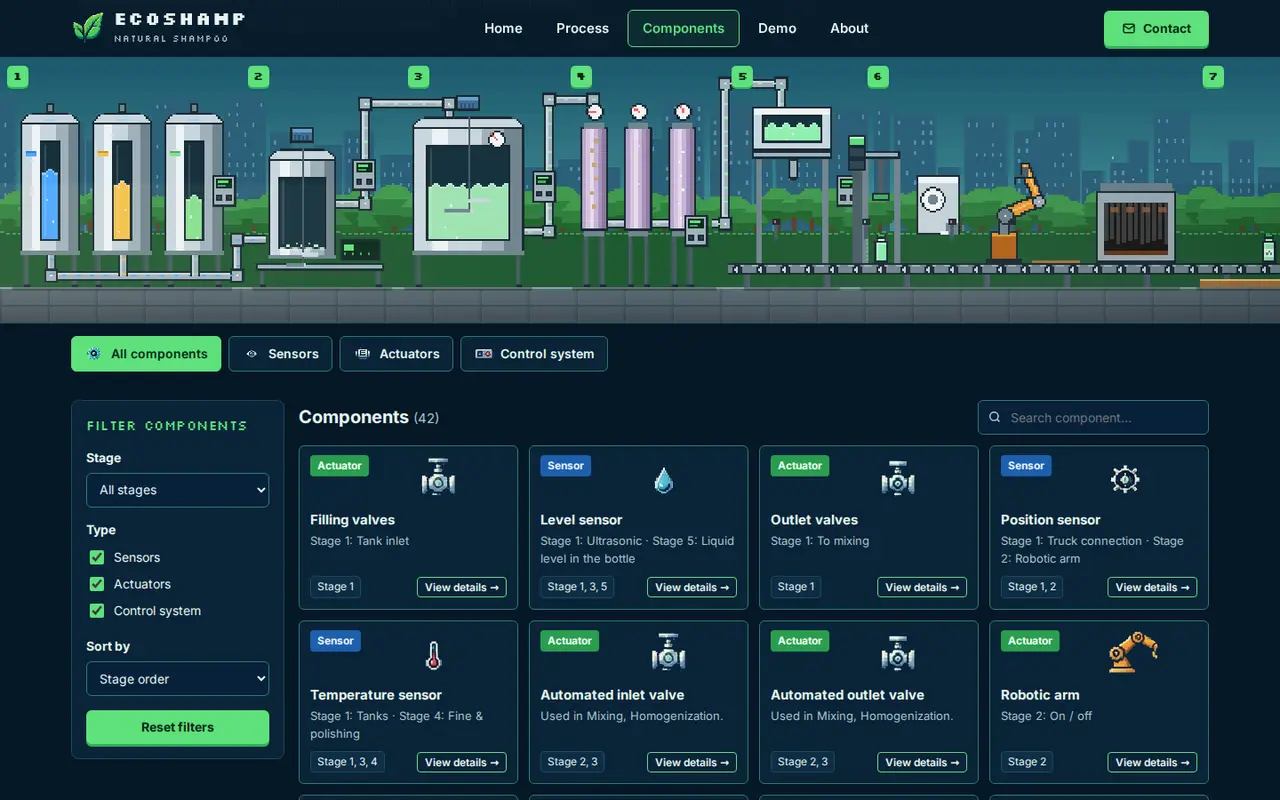 ECOSHAMP
NATURAL SHAMPOO
Home
Process
Components
Demo
About
Contact
1
2
3
4
5
6
7
All components
Sensors
Actuators
Control system
FILTER COMPONENTS
Stage
All stages
Type
Sensors
Actuators
Control system
Sort by
Stage order
Reset filters
Components (42)
Search component...
Actuator
Filling valves
Stage 1: Tank inlet
Stage 1
View details →
Sensor
Level sensor
Stage 1: Ultrasonic · Stage 5: Liquid
level in the bottle
Stage 1, 3, 5
View details →
Actuator
Outlet valves
Stage 1: To mixing
Stage 1
View details →
Sensor
Position sensor
Stage 1: Truck connection · Stage
2: Robotic arm
Stage 1, 2
View details →
Sensor
Temperature sensor
Stage 1: Tanks · Stage 4: Fine &
polishing
Stage 1, 3, 4
View details →
Actuator
Automated inlet valve
Used in Mixing, Homogenization.
Stage 2, 3
View details →
Actuator
Automated outlet valve
Used in Mixing, Homogenization.
Stage 2, 3
View details →
Actuator
Robotic arm
Stage 2: On / off
Stage 2
View details →